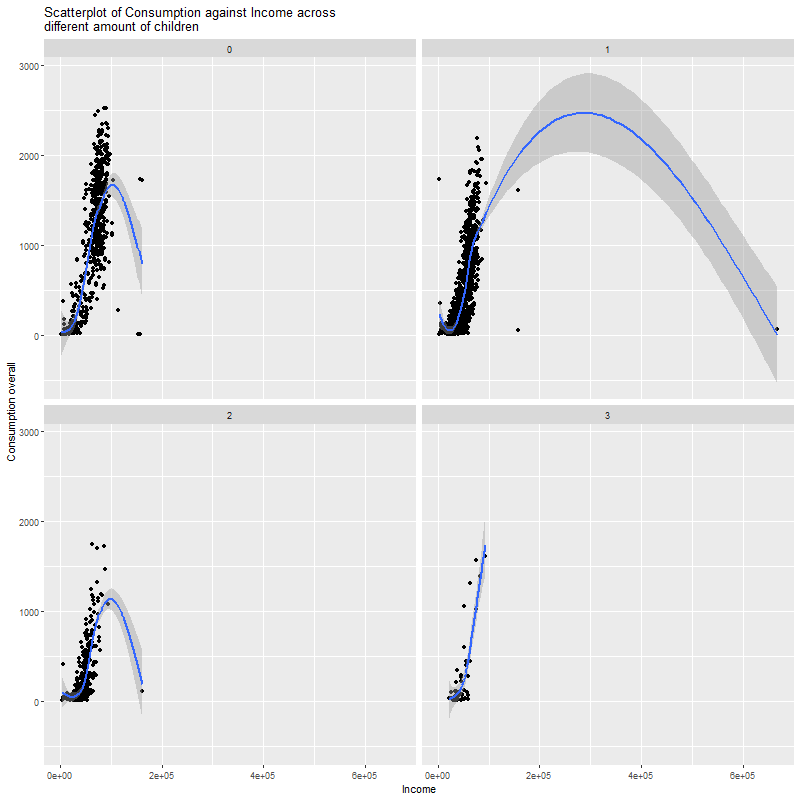 Scatterplot of Consumption against Income across
different amount of children
0
1
3000
2000
1000
0
2
3
3000
2000
1000
0
Consumption overall
0e+00
2e+05
4e+05
6e+05
0e+00
2e+05
4e+05
6e+05
Income